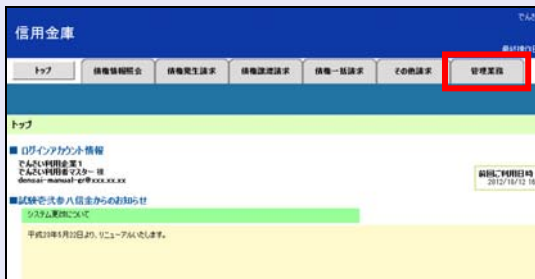 信用金庫
トップ 債権情報照会 債権発生請求 債権譲渡請求 債権一括請求 その他請求 管理業務
トップ
■ ログインアカウント情報
でんさい利用企業1
でんさい利用者マスター 様
densai-manual-er@xxx.xx.xx
前回ご利用日時
2012/10/12 16
■試験壱弐参八信金からのお知らせ
システム更改について
平成23年5月22日より、リニューアルいたします。